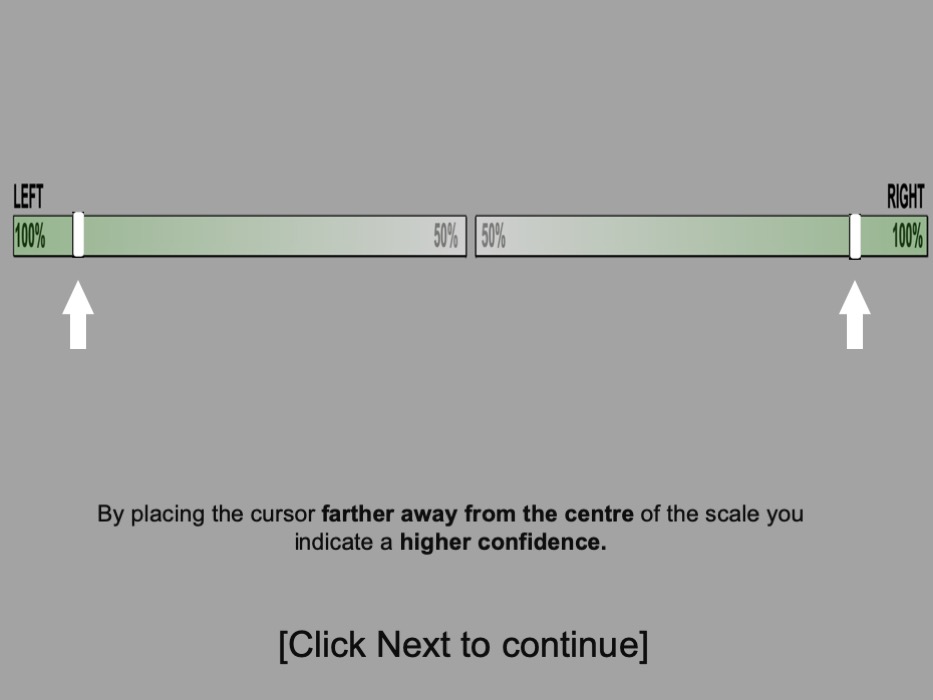 LEFT RIGHT
100% 50% 50% 100%
By placing the cursor farther away from the centre of the scale you
indicate a higher confidence.
[Click Next to continue]